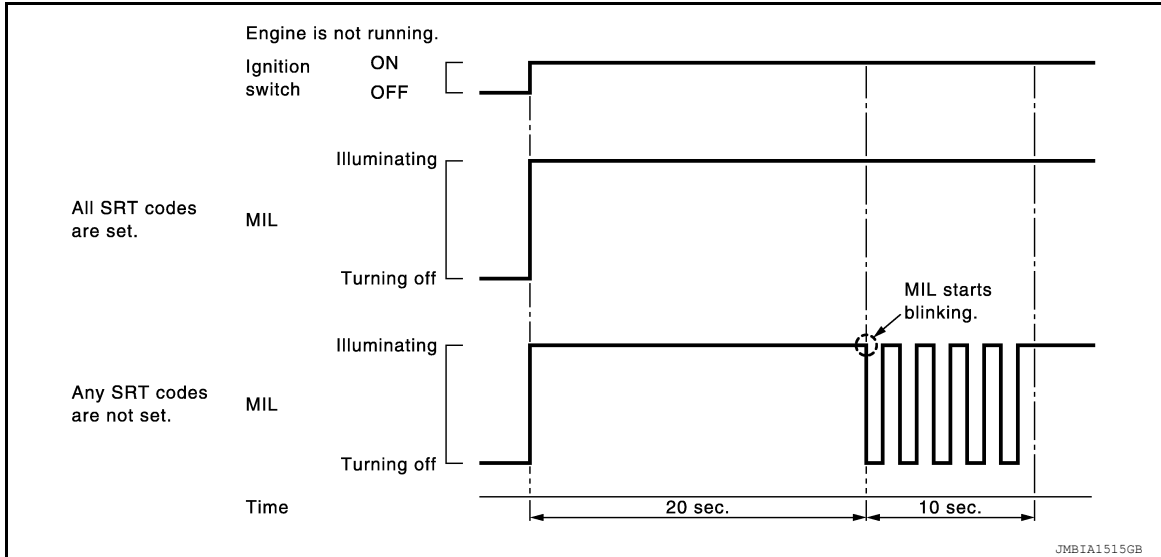 Engine is not running.
Ignition
switch
ON
OFF
Illuminating
All SRT codes
are set.
MIL
Turning off
MIL starts
blinking.
Illuminating
Any SRT codes
are not set.
MIL
Turning off
Time
20 sec.
10 sec.
JMBIA1515GB